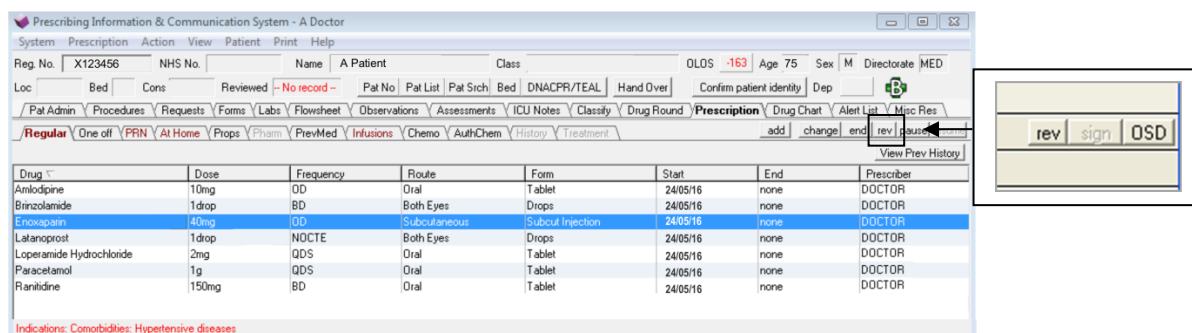 Prescribing Information & Communication System - A Doctor
System Prescription Action View Patient Print Help
Reg. No. X123456 NHS No. Name A Patient Class OLOS -163 Age 75 Sex M Directorate MED
Loc Bed Cons Reviewed -- No record -- Pat No Pat List Pat Srch Bed DNACPR/TEAL Hand Over Confirm patient identity Dep B
Pat Admin Procedures Requests Forms Labs Flowsheet Observations Assessments ICU Notes Classify Drug Round Prescription Drug Chart Alert List Misc Res
Regular One off PRN At Home Props Pharm PrevMed Infusions Chemo AuthChem History Treatment add change end rev pause
rev sign OSD
View Prev History
Drug Dose Frequency Route Form Start End Prescriber
Amlodipine 10mg OD Oral Tablet 24/05/16 none DOCTOR
Brinzolamide 1drop BD Both Eyes Drops 24/05/16 none DOCTOR
Enoxaparin 40mg OD Subcutaneous Subcut Injection 24/05/16 none DOCTOR
Latanoprost 1drop NOCTE Both Eyes Drops 24/05/16 none DOCTOR
Loperamide Hydrochloride 2mg QDS Oral Tablet 24/05/16 none DOCTOR
Paracetamol 1g QDS Oral Tablet 24/05/16 none DOCTOR
Ranitidine 150mg BD Oral Tablet 24/05/16 none DOCTOR
Indications: Comorbidities: Hypertensive diseases